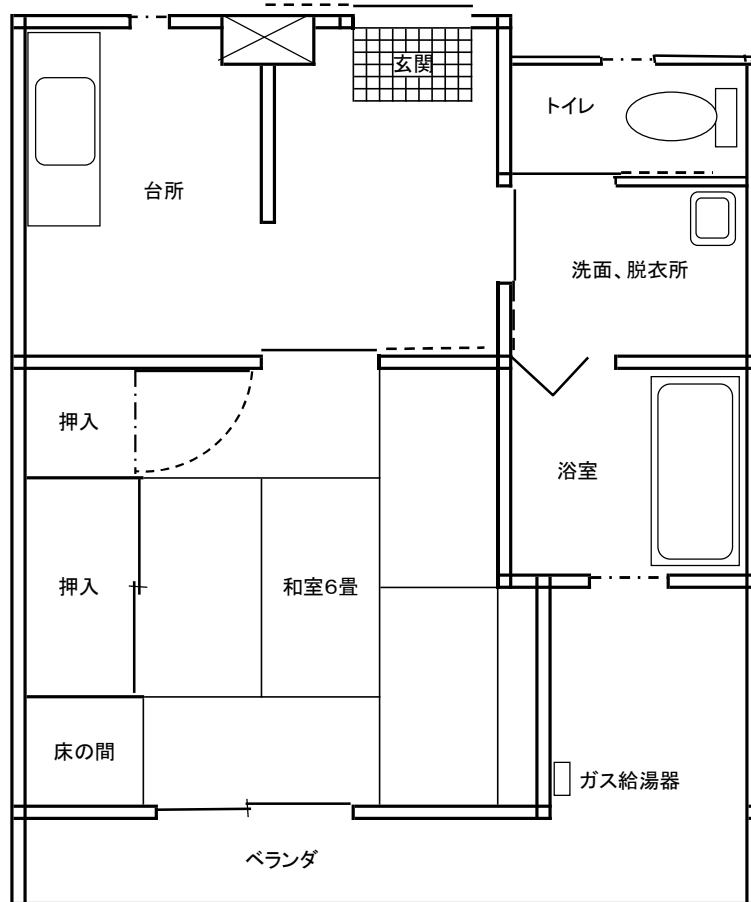 玄関
トイレ
台所
洗面、脱衣所
押入
浴室
押入
和室6畳
床の間
ガス給湯器
ベランダ